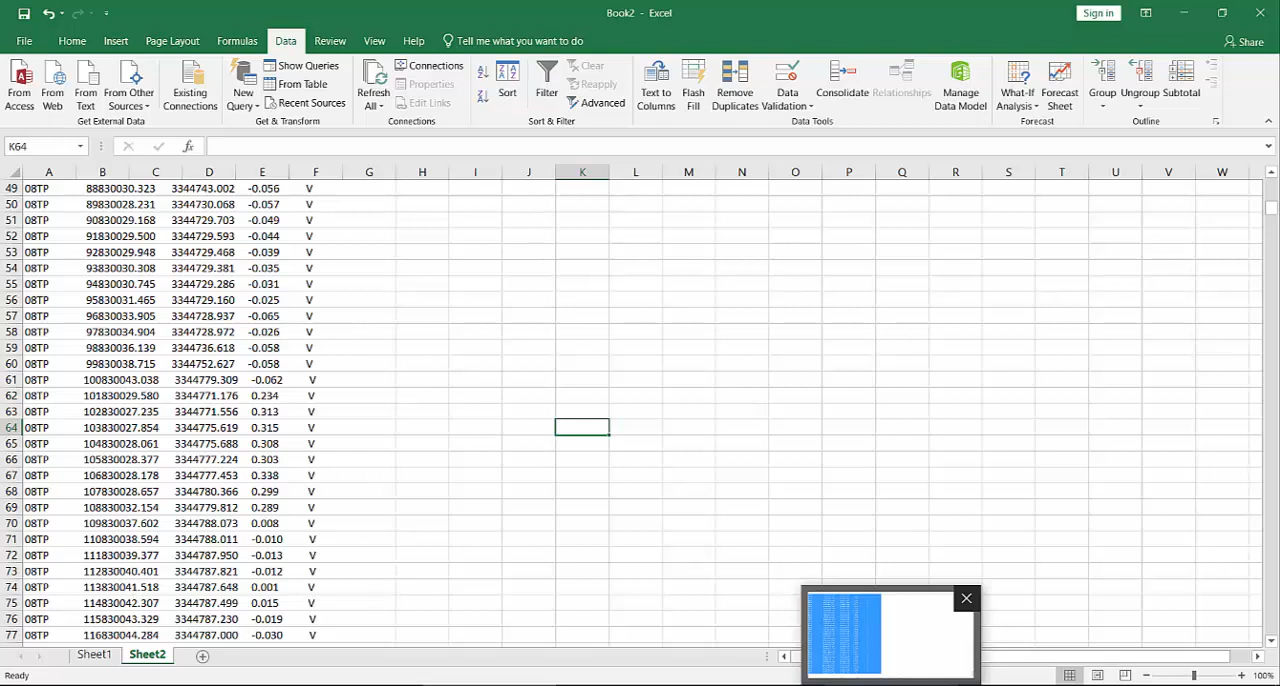 Book2 - Excel
Sign in
File Home Insert Page Layout Formulas Data Review View Help Tell me what you want to do
Share
From Access
From Web
From Text
From Other Sources
Get External Data
Existing Connections
New Query
Show Queries
From Table
Recent Sources
Get & Transform
Refresh All
Connections
Properties
Edit Links
Connections
Sort
Filter
Clear
Reapply
Advanced
Sort & Filter
Text to Columns
Flash Fill
Remove Duplicates
Data Validation
Consolidate
Relationships
Manage Data Model
Data Tools
What-If Analysis
Forecast Sheet
Forecast
Group
Ungroup
Subtotal
Outline
K64 fx
A B C D E F G H I J K L M N O P Q R S T U V W
49 08TP 88830030.323 3344743.002 -0.056 V
50 08TP 89830028.231 3344730.068 -0.057 V
51 08TP 90830029.168 3344729.703 -0.049 V
52 08TP 91830029.500 3344729.593 -0.044 V
53 08TP 92830029.948 3344729.468 -0.039 V
54 08TP 93830030.308 3344729.381 -0.035 V
55 08TP 94830030.745 3344729.286 -0.031 V
56 08TP 95830031.465 3344729.160 -0.025 V
57 08TP 96830033.905 3344728.937 -0.065 V
58 08TP 97830034.904 3344728.972 -0.026 V
59 08TP 98830036.139 3344736.618 -0.058 V
60 08TP 99830038.715 3344752.627 -0.058 V
61 08TP 100830043.038 3344779.309 -0.062 V
62 08TP 101830029.580 3344771.176 0.234 V
63 08TP 102830027.235 3344771.556 0.313 V
64 08TP 103830027.854 3344775.619 0.315 V
65 08TP 104830028.061 3344775.688 0.308 V
66 08TP 105830028.377 3344777.224 0.303 V
67 08TP 106830028.178 3344777.453 0.338 V
68 08TP 107830028.657 3344780.366 0.299 V
69 08TP 108830032.154 3344779.812 0.289 V
70 08TP 109830037.602 3344788.073 0.008 V
71 08TP 110830038.594 3344788.011 -0.010 V
72 08TP 111830039.377 3344787.950 -0.013 V
73 08TP 112830040.401 3344787.821 -0.012 V
74 08TP 113830041.518 3344787.648 0.001 V
75 08TP 114830042.307 3344787.499 0.015 V
76 08TP 115830043.329 3344787.230 -0.019 V
77 08TP 116830044.284 3344787.000 -0.030 V
Sheet1 Sheet2
Ready
100%